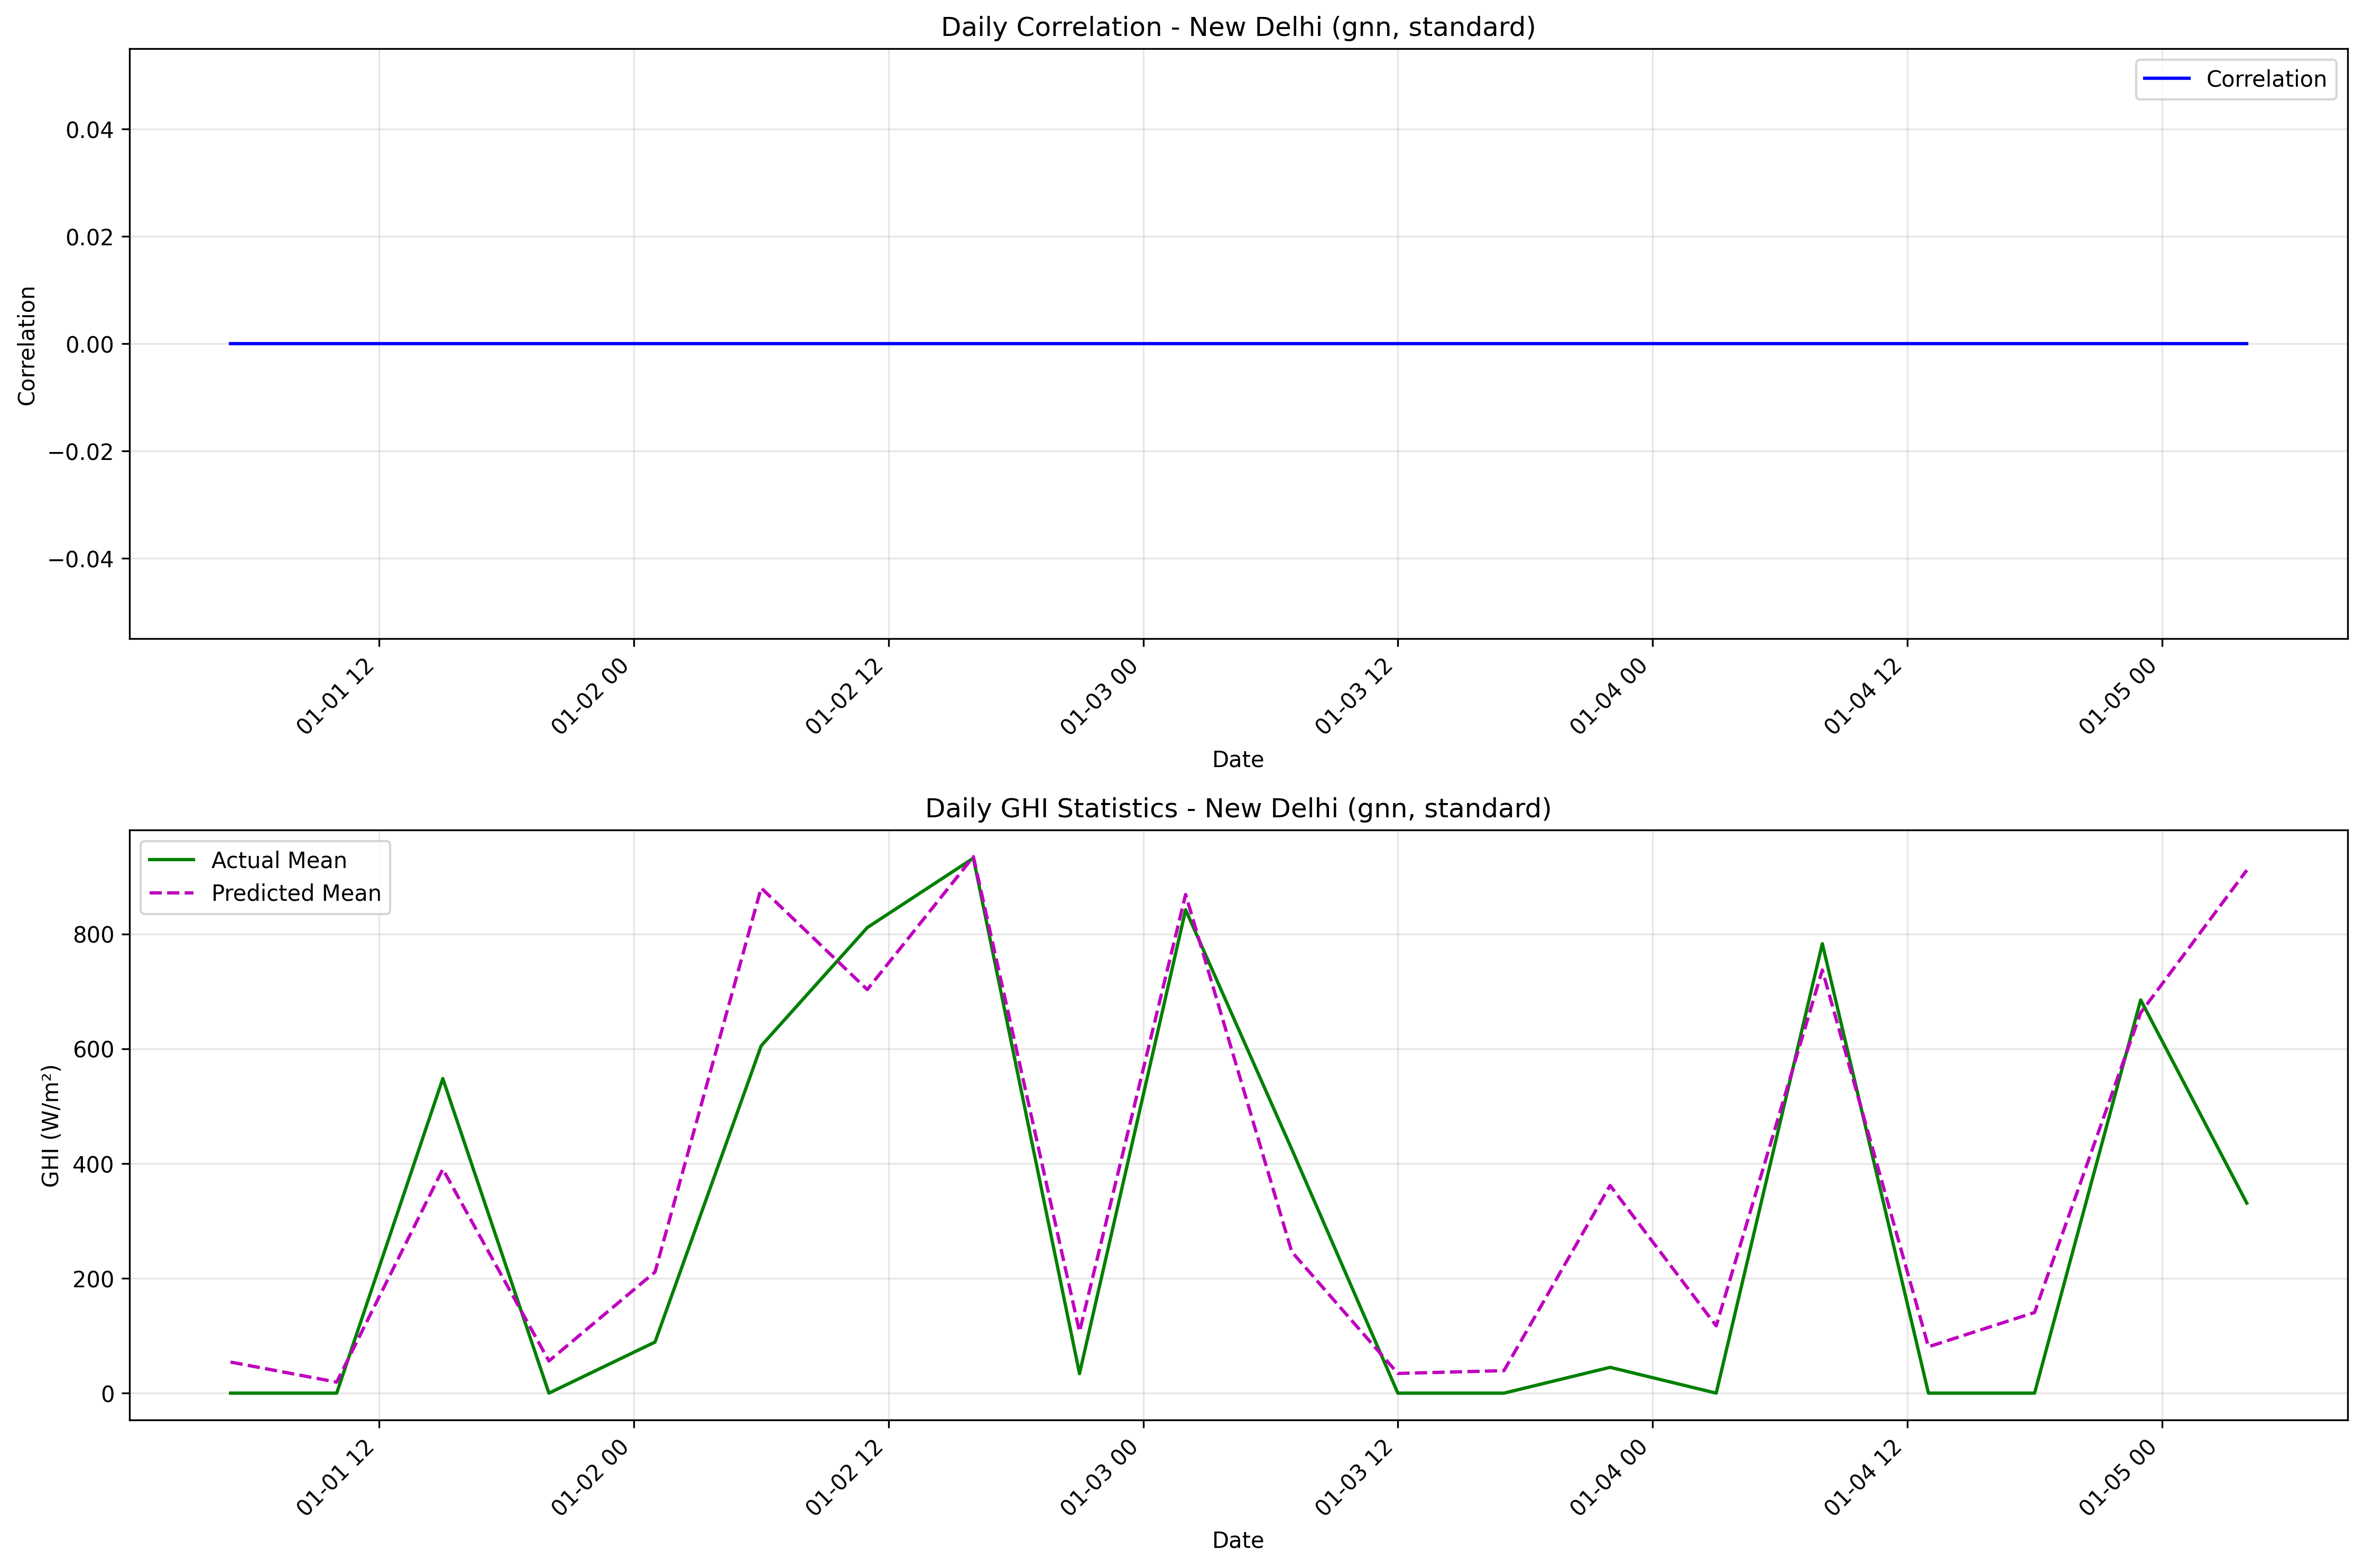 Daily Correlation - New Delhi (gnn, standard)
Correlation
Correlation
0.04
0.02
0.00
−0.02
−0.04
01-01 12
01-02 00
01-02 12
01-03 00
01-03 12
01-04 00
01-04 12
01-05 00
Date
Daily GHI Statistics - New Delhi (gnn, standard)
Actual Mean
Predicted Mean
GHI (W/m²)
800
600
400
200
0
01-01 12
01-02 00
01-02 12
01-03 00
01-03 12
01-04 00
01-04 12
01-05 00
Date